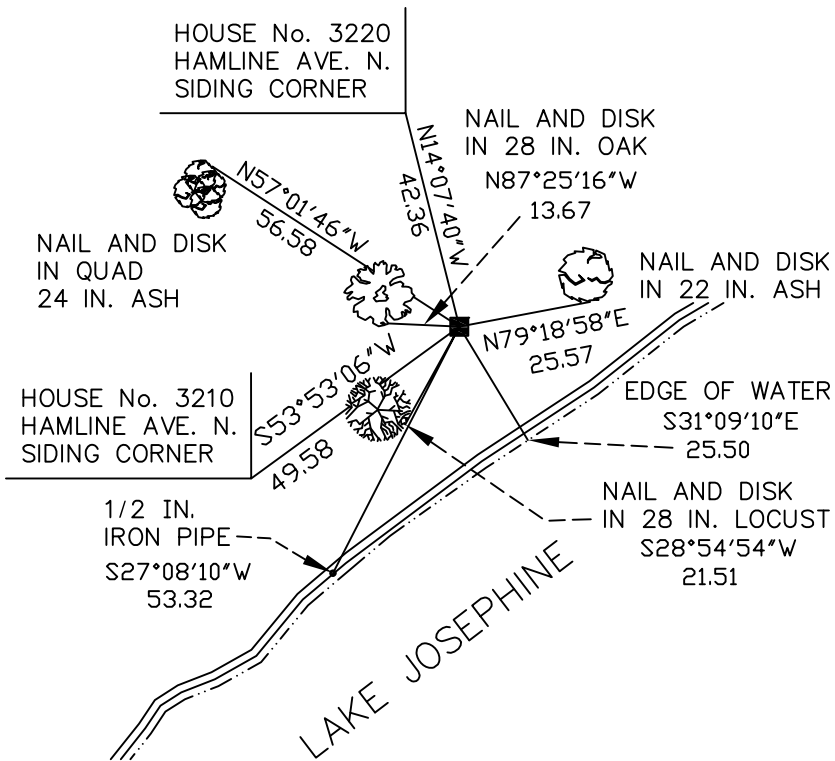 HOUSE No. 3220
HAMLINE AVE. N.
SIDING CORNER
N14°07'40"W
42.36
NAIL AND DISK
IN 28 IN. OAK
N87°25'16"W
13.67
N57°01'46"W
56.58
NAIL AND DISK
IN QUAD
24 IN. ASH
NAIL AND DISK
IN 22 IN. ASH
N79°18'58"E
25.57
S53°53'06"W
49.58
HOUSE No. 3210
HAMLINE AVE. N.
SIDING CORNER
EDGE OF WATER
S31°09'10"E
25.50
NAIL AND DISK
IN 28 IN. LOCUST
S28°54'54"W
21.51
1/2 IN.
IRON PIPE
S27°08'10"W
53.32
LAKE JOSEPHINE